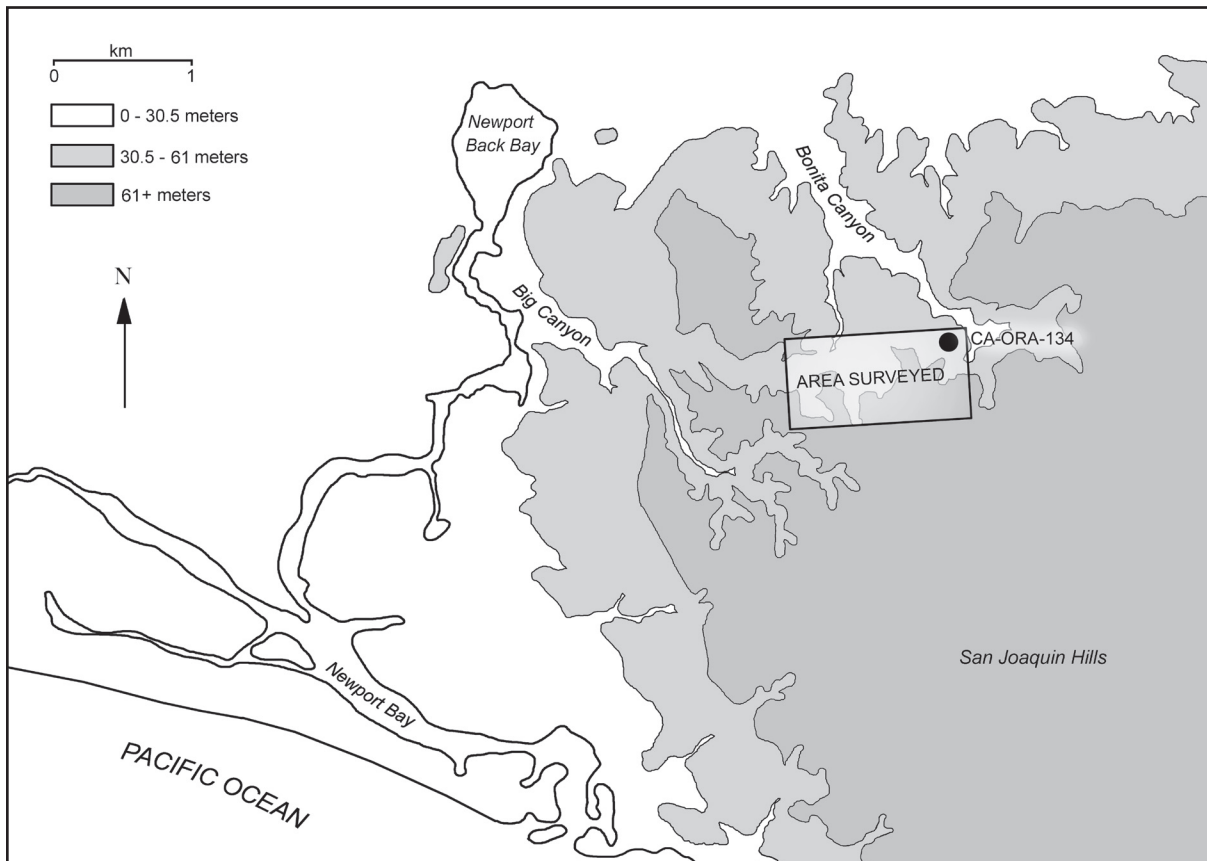 km
0 1
0 - 30.5 meters
30.5 - 61 meters
61+ meters
N
Newport
Back Bay
Bonita Canyon
Big Canyon
CA-ORA-134
AREA SURVEYED
San Joaquin Hills
Newport Bay
PACIFIC OCEAN